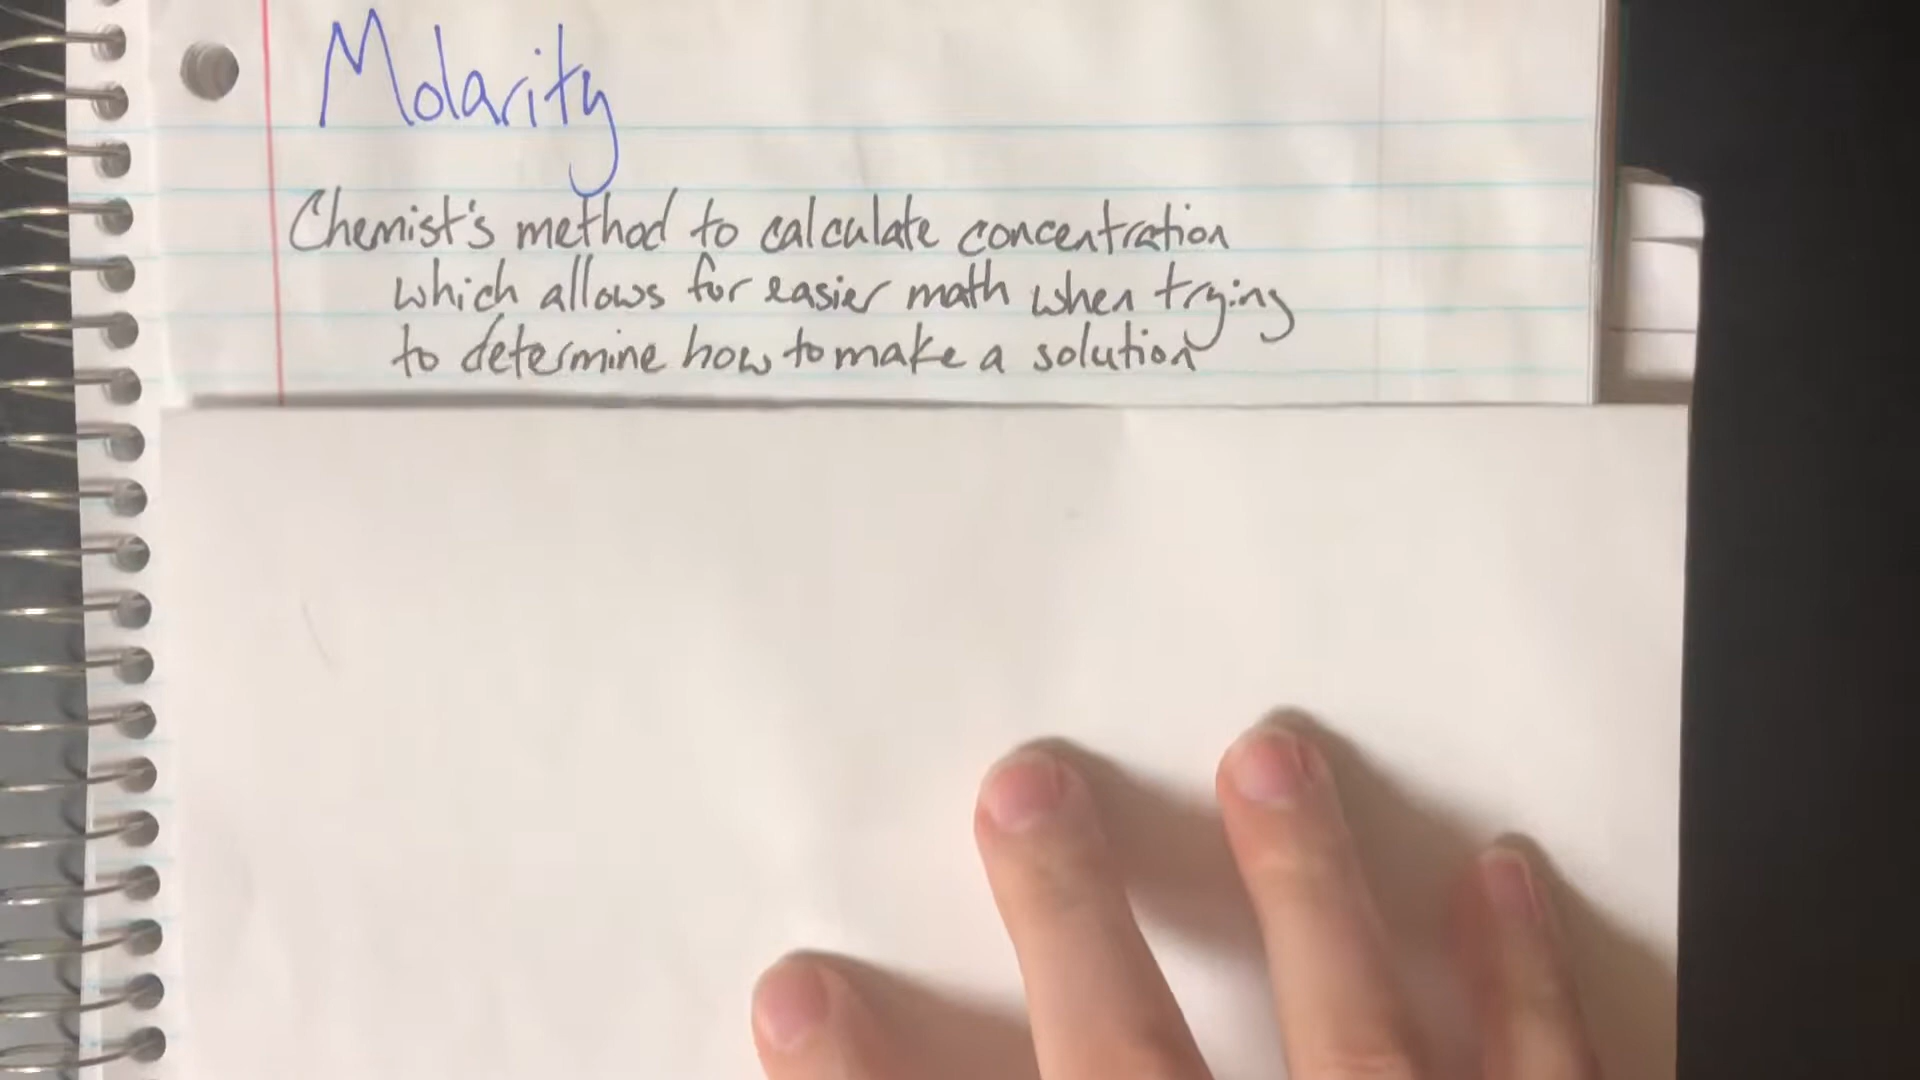 Molarity
Chemist's method to calculate concentration
which allows for easier math when trying
to determine how to make a solution